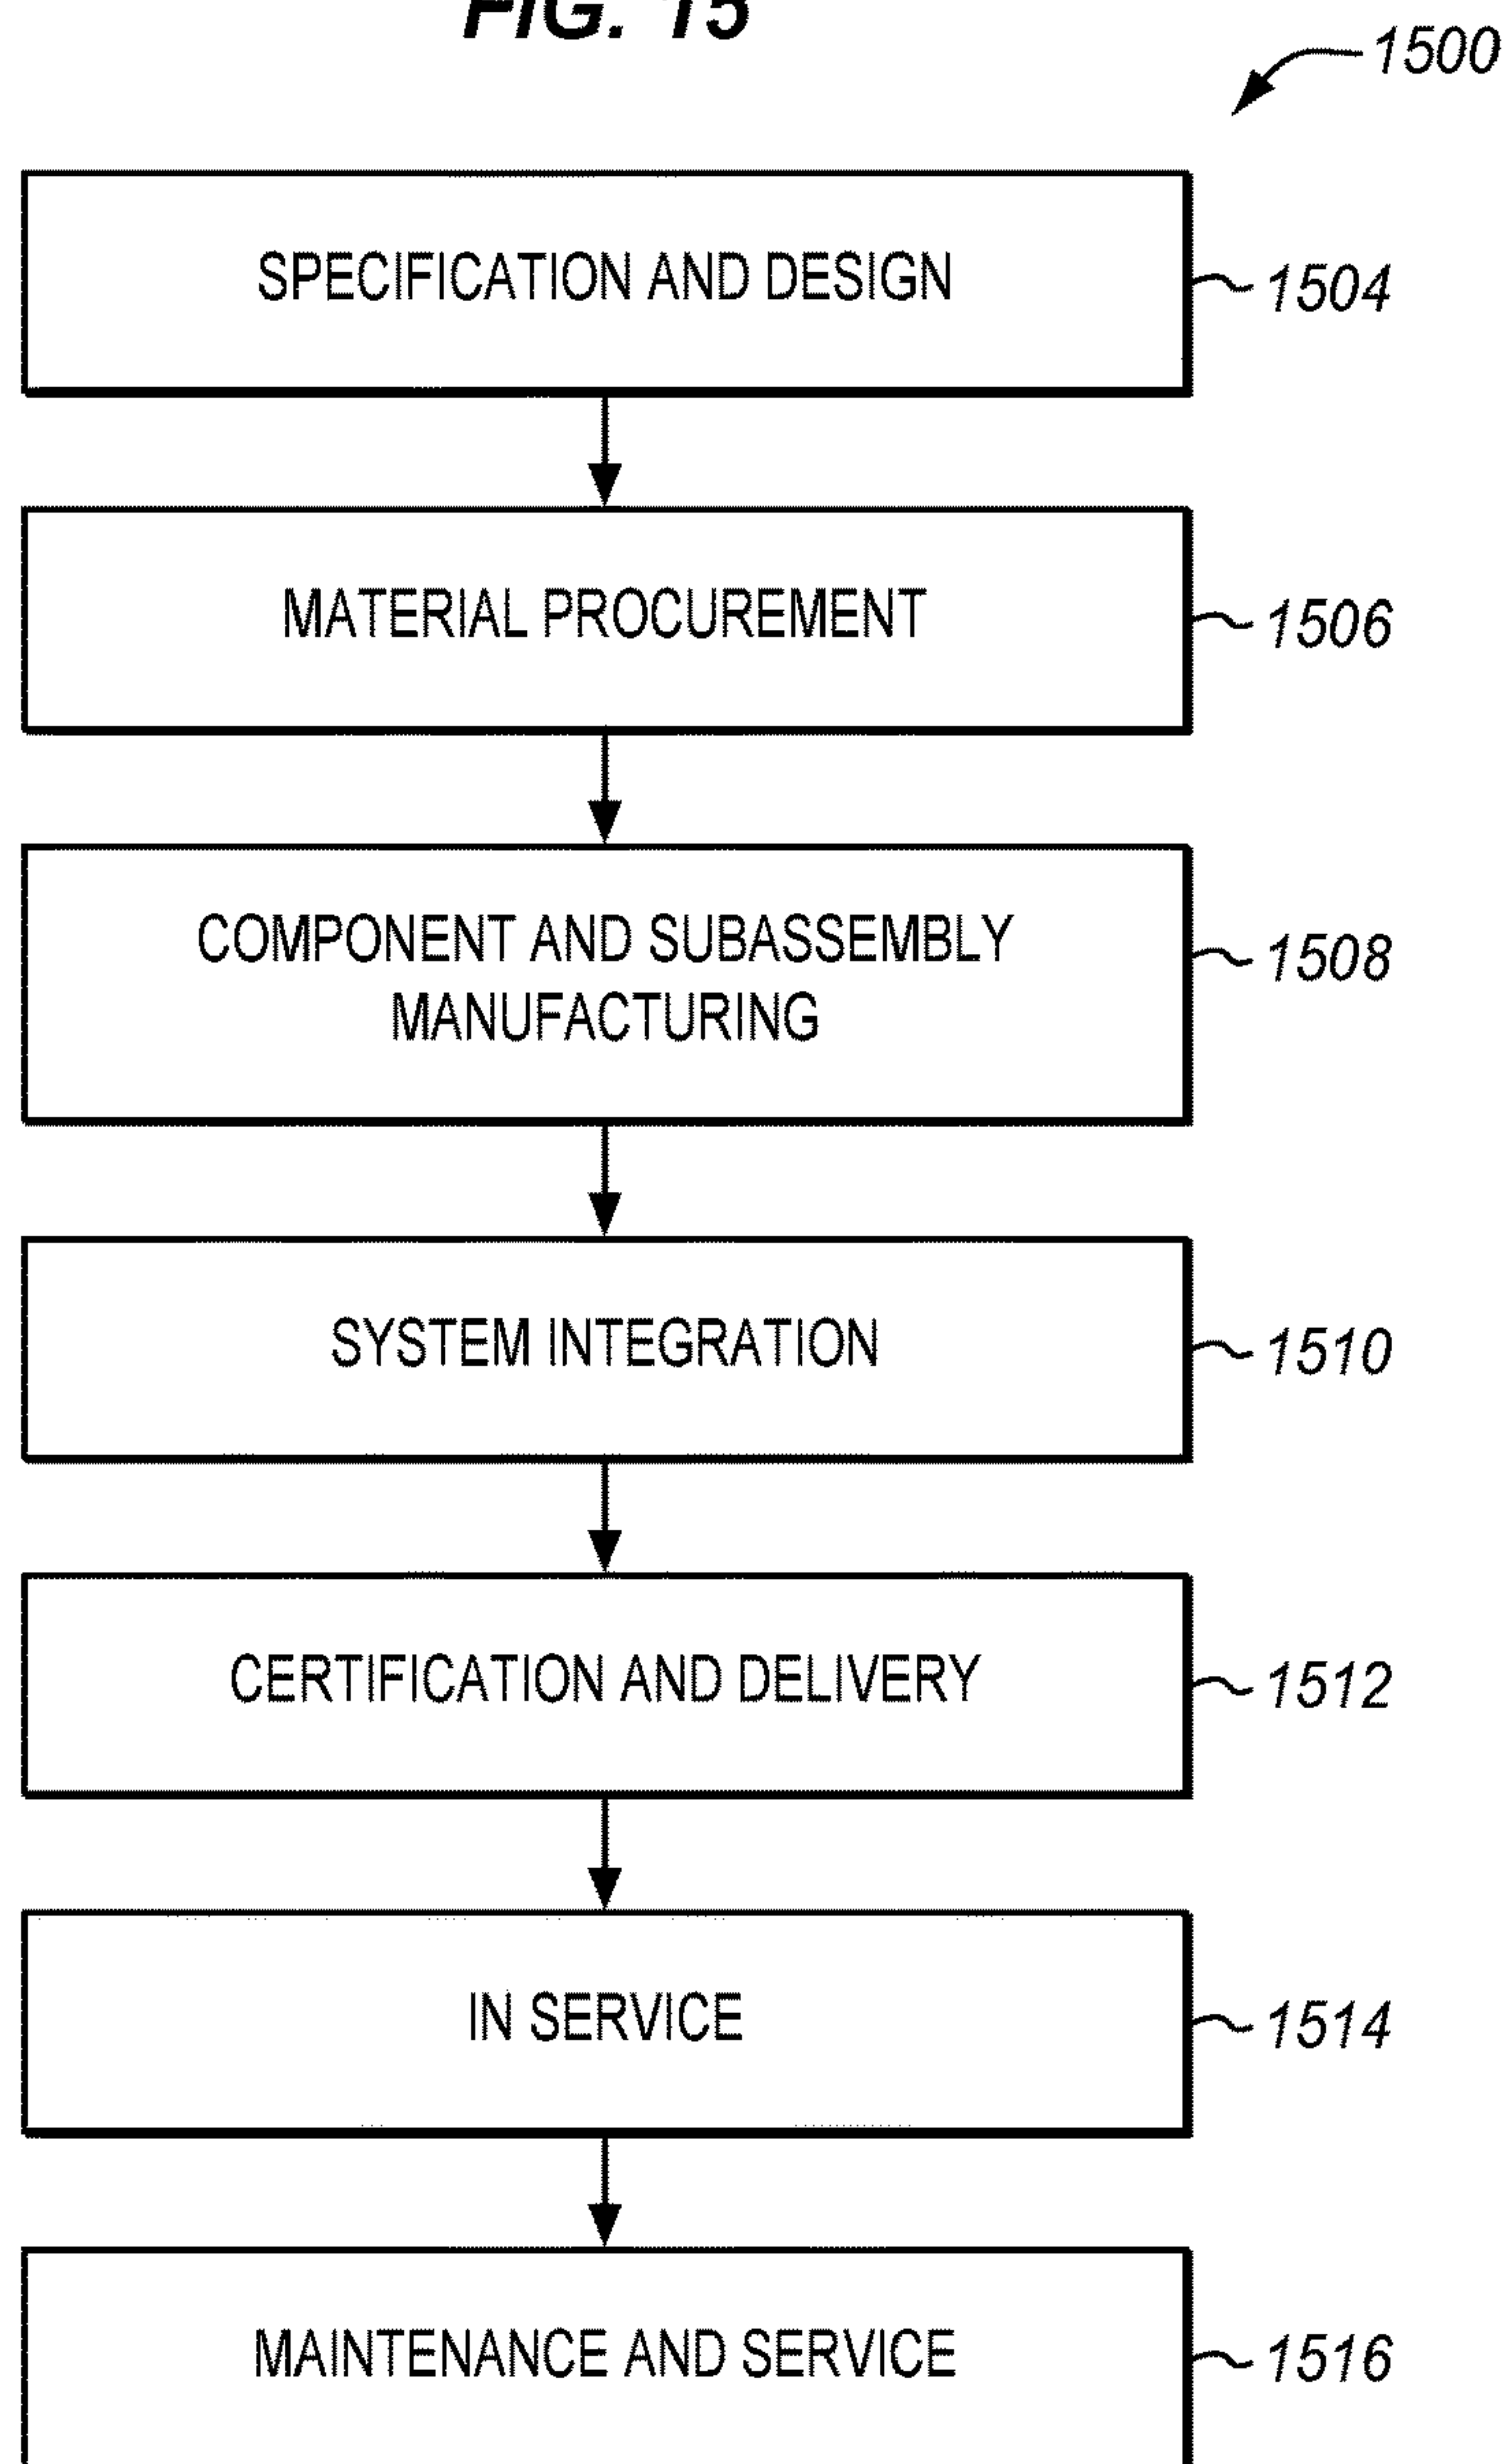 FIG. 15
1500
SPECIFICATION AND DESIGN
1504
MATERIAL PROCUREMENT
1506
COMPONENT AND SUBASSEMBLY
MANUFACTURING
1508
SYSTEM INTEGRATION
1510
CERTIFICATION AND DELIVERY
1512
IN SERVICE
1514
MAINTENANCE AND SERVICE
1516